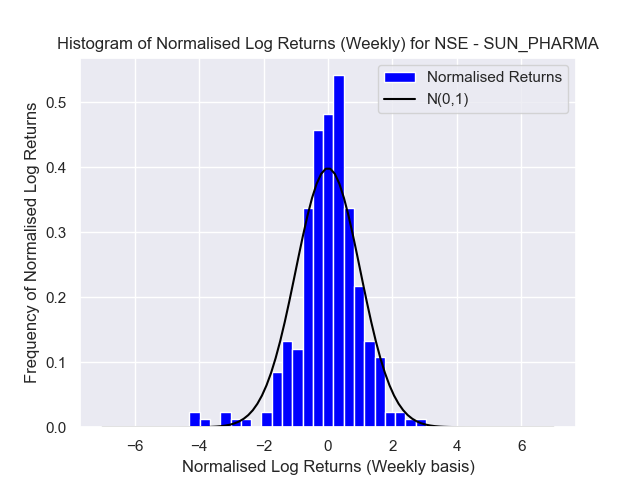 Histogram of Normalised Log Returns (Weekly) for NSE - SUN_PHARMA
Normalised Returns
N(0,1)
Frequency of Normalised Log Returns
0.5
0.4
0.3
0.2
0.1
0.0
−6 −4 −2 0 2 4 6
Normalised Log Returns (Weekly basis)